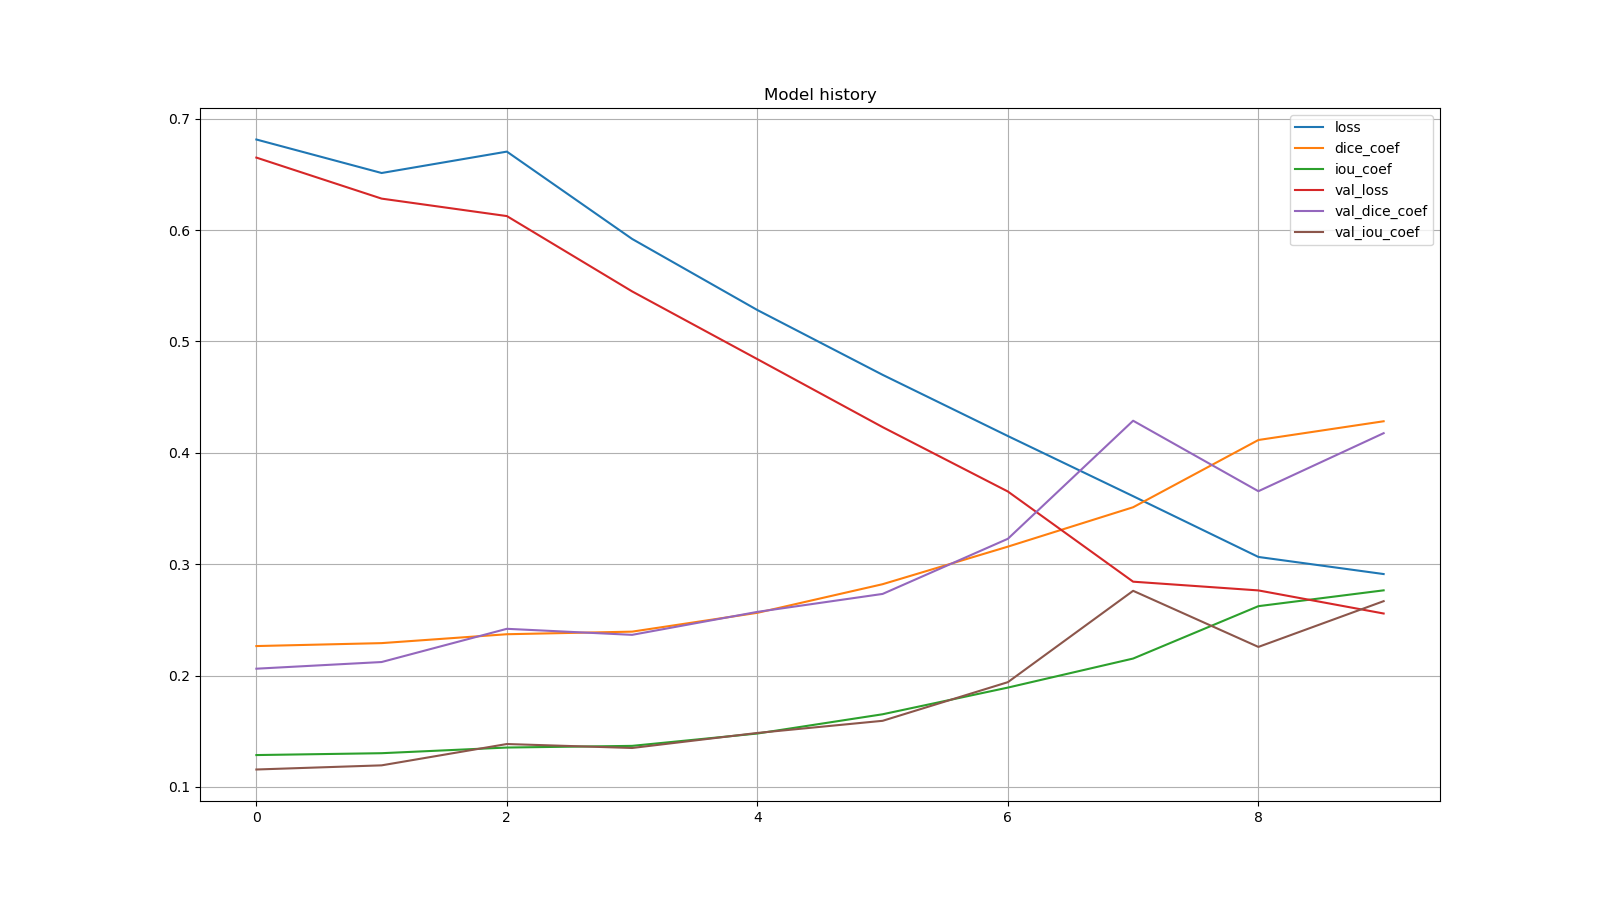 Model history
0.7
0.6
0.5
0.4
0.3
0.2
0.1
0
2
4
6
8
loss
dice_coef
iou_coef
val_loss
val_dice_coef
val_iou_coef